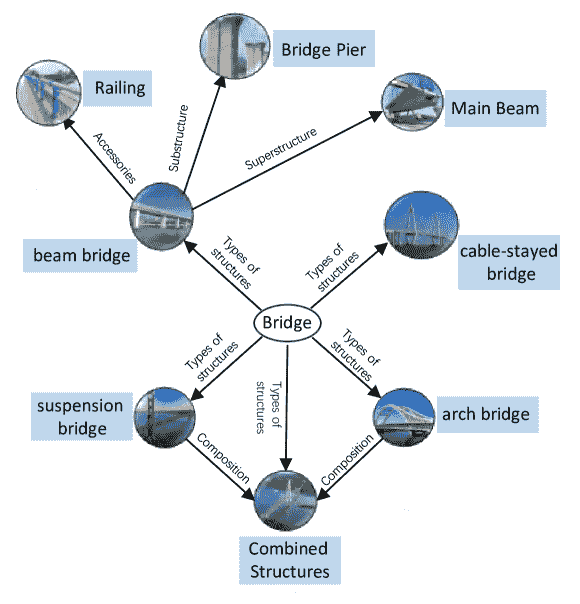 Bridge Pier
Railing
Main Beam
Accessories
Substructure
Superstructure
beam bridge
Types of
structures
Types of
structures
cable-stayed
bridge
Bridge
Types of
structures
Types of
structures
Types of
structures
suspension
bridge
arch bridge
Composition
Composition
Combined
Structures